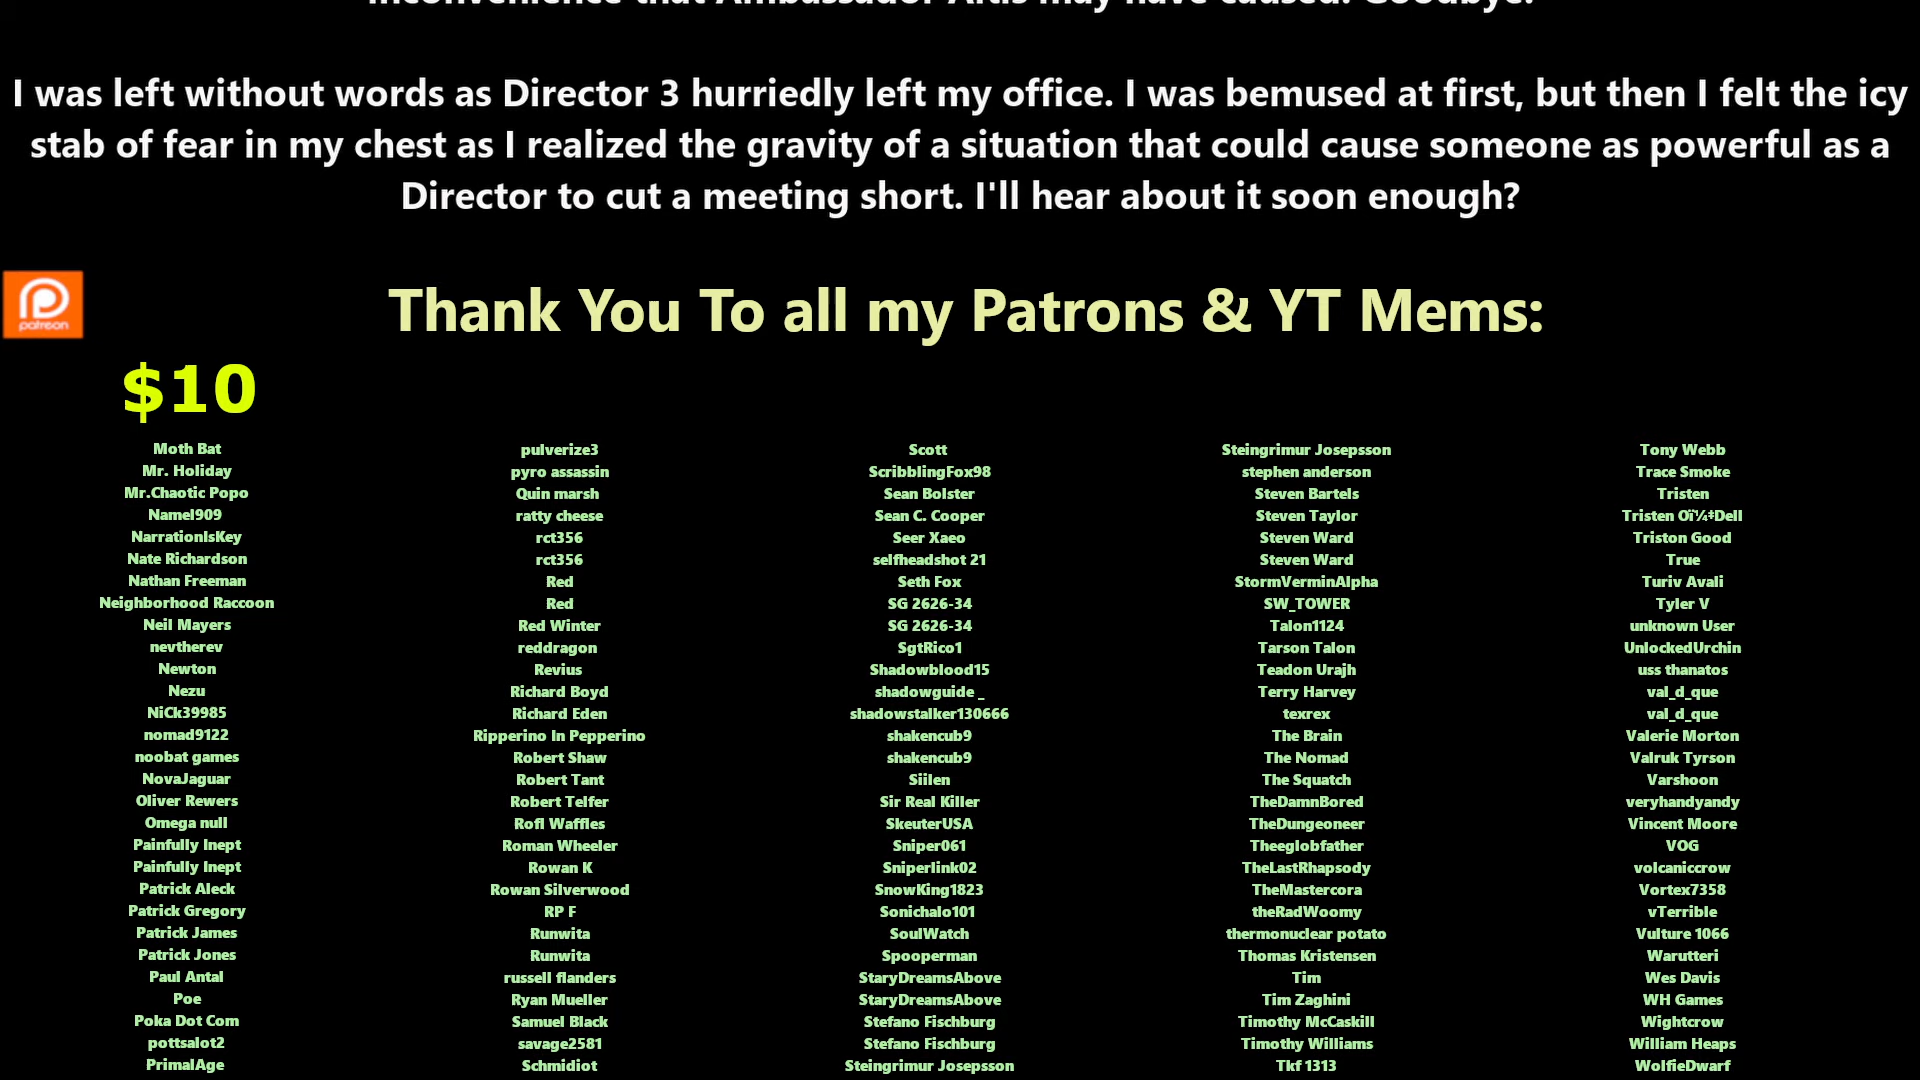 inconvenience that Ambassador Artis may have caused. Goodbye.
I was left without words as Director 3 hurriedly left my office. I was bemused at first, but then I felt the icy
stab of fear in my chest as I realized the gravity of a situation that could cause someone as powerful as a
Director to cut a meeting short. I'll hear about it soon enough?
patreon
Thank You To all my Patrons & YT Mems:
$10
Moth Bat
Mr. Holiday
Mr.Chaotic Popo
Namel909
NarrationIsKey
Nate Richardson
Nathan Freeman
Neighborhood Raccoon
Neil Mayers
nevtherev
Newton
Nezu
NiCk39985
nomad9122
noobat games
NovaJaguar
Oliver Rewers
Omega null
Painfully Inept
Painfully Inept
Patrick Aleck
Patrick Gregory
Patrick James
Patrick Jones
Paul Antal
Poe
Poka Dot Com
pottsalot2
PrimalAge
pulverize3
pyro assassin
Quin marsh
ratty cheese
rct356
rct356
Red
Red
Red Winter
reddragon
Revius
Richard Boyd
Richard Eden
Ripperino In Pepperino
Robert Shaw
Robert Tant
Robert Telfer
Rofl Waffles
Roman Wheeler
Rowan K
Rowan Silverwood
RP F
Runwita
Runwita
russell flanders
Ryan Mueller
Samuel Black
savage2581
Schmidiot
Scott
ScribblingFox98
Sean Bolster
Sean C. Cooper
Seer Xaeo
selfheadshot 21
Seth Fox
SG 2626-34
SG 2626-34
SgtRico1
Shadowblood15
shadowguide _
shadowstalker130666
shakencub9
shakencub9
Siilen
Sir Real Killer
SkeuterUSA
Sniper061
Sniperlink02
SnowKing1823
Sonichalo101
SoulWatch
Spooperman
StaryDreamsAbove
StaryDreamsAbove
Stefano Fischburg
Stefano Fischburg
Steingrimur Josepsson
Steingrimur Josepsson
stephen anderson
Steven Bartels
Steven Taylor
Steven Ward
Steven Ward
StormVerminAlpha
SW_TOWER
Talon1124
Tarson Talon
Teadon Urajh
Terry Harvey
texrex
The Brain
The Nomad
The Squatch
TheDamnBored
TheDungeoneer
Theeglobfather
TheLastRhapsody
TheMastercora
theRadWoomy
thermonuclear potato
Thomas Kristensen
Tim
Tim Zaghini
Timothy McCaskill
Timothy Williams
Tkf 1313
Tony Webb
Trace Smoke
Tristen
Tristen Oï¼‡Dell
Triston Good
True
Turiv Avali
Tyler V
unknown User
UnlockedUrchin
uss thanatos
val_d_que
val_d_que
Valerie Morton
Valruk Tyrson
Varshoon
veryhandyandy
Vincent Moore
VOG
volcaniccrow
Vortex7358
vTerrible
Vulture 1066
Warutteri
Wes Davis
WH Games
Wightcrow
William Heaps
WolfieDwarf